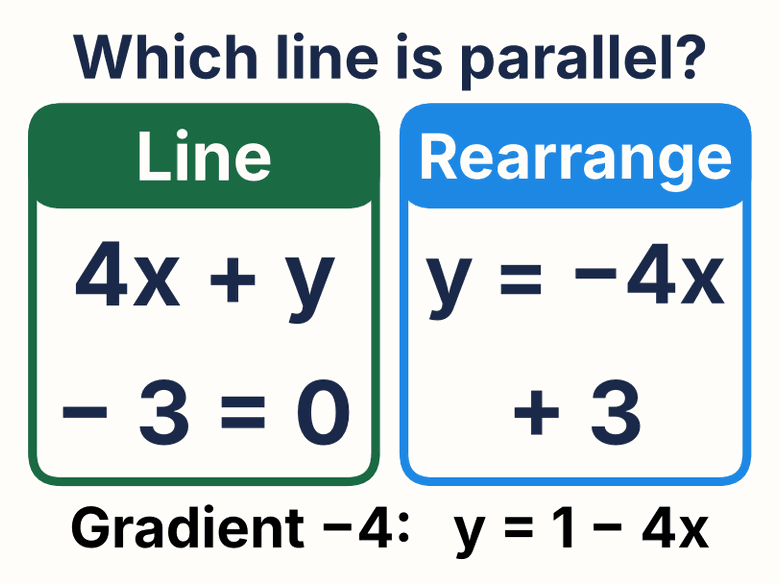 Which line is parallel?
Line
4x + y
− 3 = 0
Rearrange
y = −4x
+ 3
Gradient −4: y = 1 − 4x